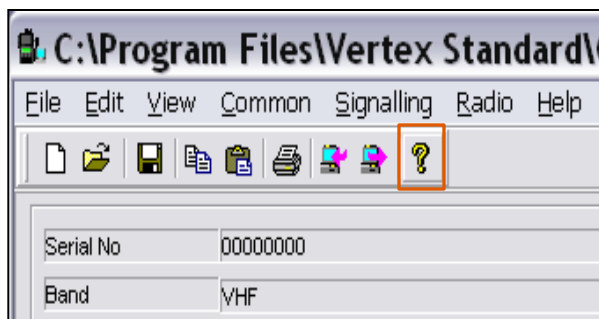 C:\Program Files\Vertex Standard\
File Edit View Common Signalling Radio Help
?
Serial No 00000000
Band VHF